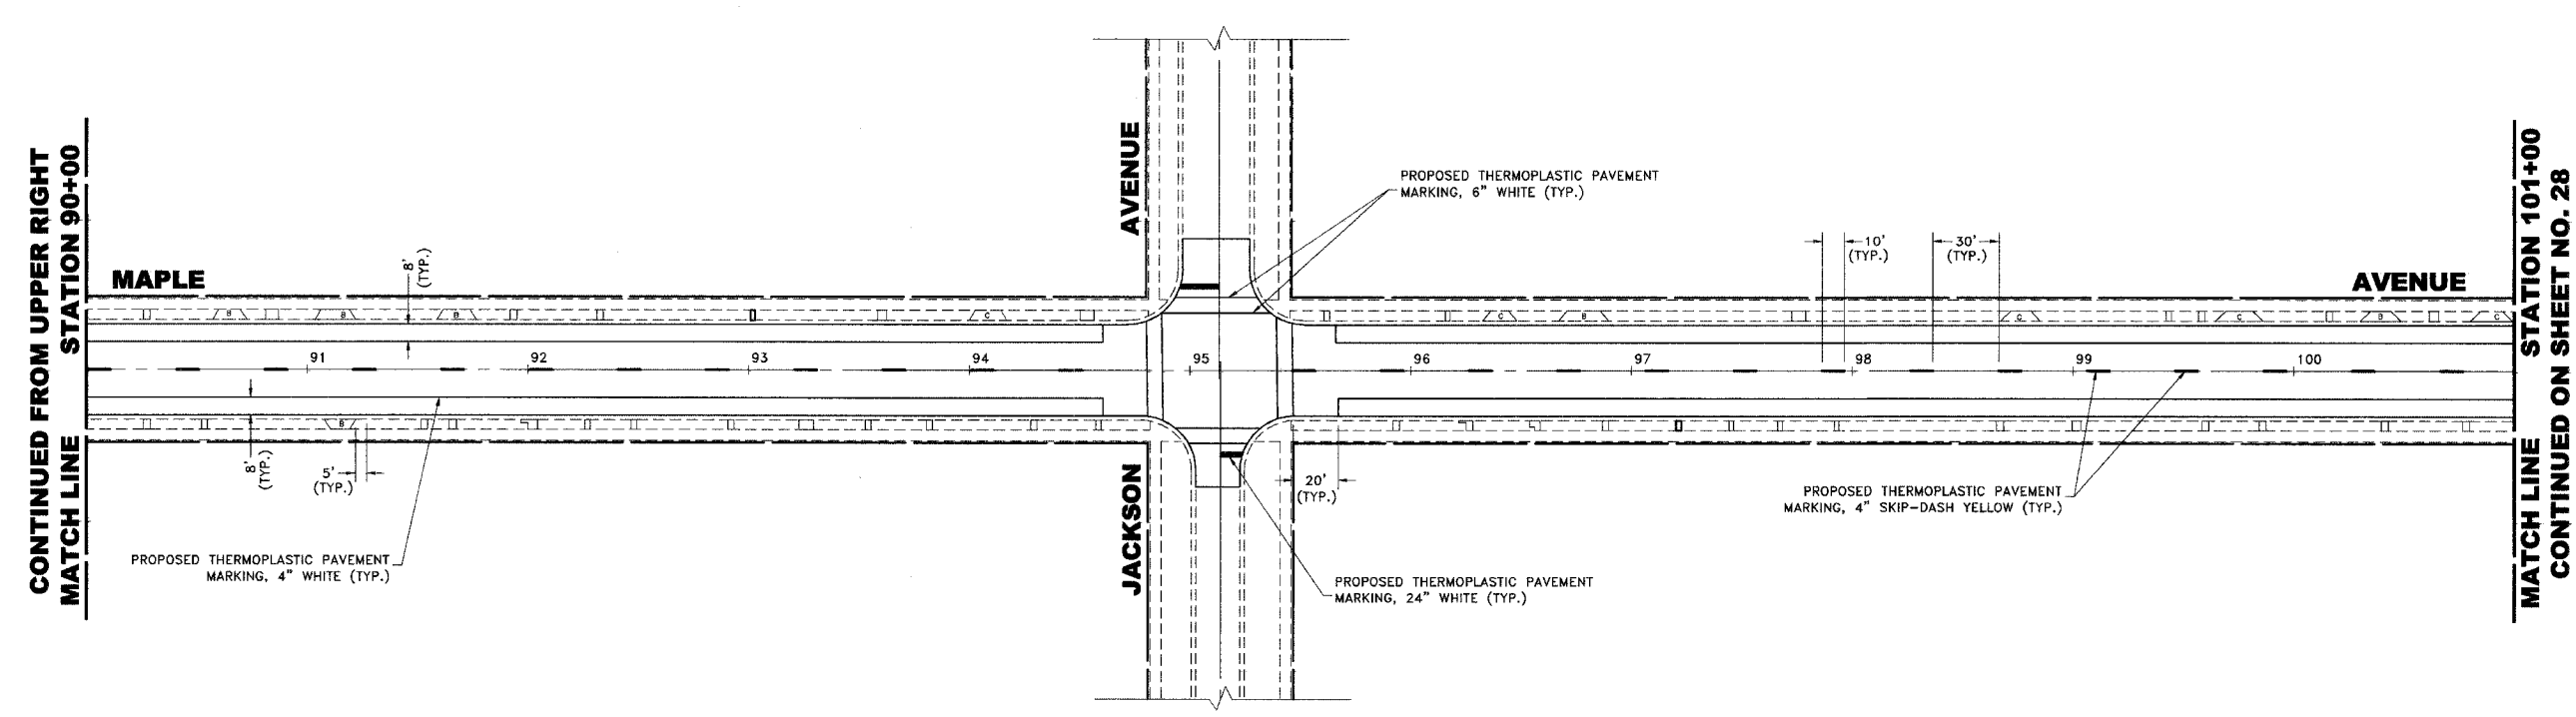 CONTINUED FROM UPPER RIGHT
MATCH LINE STATION 90+00
MAPLE
AVENUE
8'
(TYP.)
PROPOSED THERMOPLASTIC PAVEMENT
MARKING, 6" WHITE (TYP.)
10'
(TYP.)
30'
(TYP.)
AVENUE
B
B
B
C
C
B
C
C
B
C
91
92
93
94
95
96
97
98
99
100
B
8'
(TYP.)
5'
(TYP.)
JACKSON
20'
(TYP.)
PROPOSED THERMOPLASTIC PAVEMENT
MARKING, 4" SKIP-DASH YELLOW (TYP.)
PROPOSED THERMOPLASTIC PAVEMENT
MARKING, 4" WHITE (TYP.)
PROPOSED THERMOPLASTIC PAVEMENT
MARKING, 24" WHITE (TYP.)
MATCH LINE STATION 101+00
CONTINUED ON SHEET NO. 28